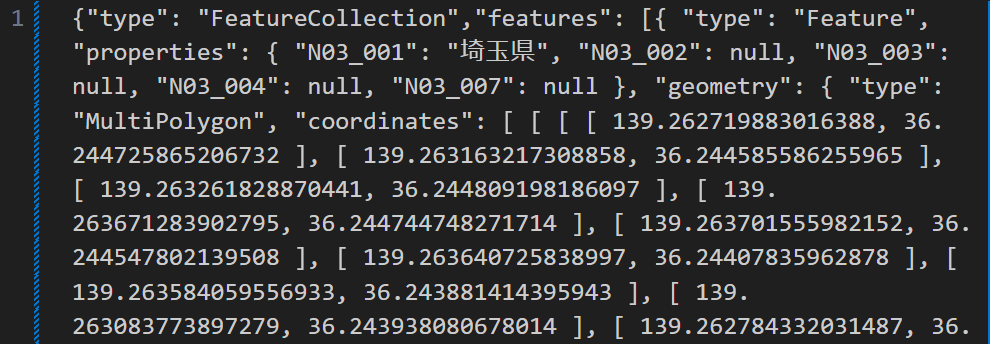 1 {"type": "FeatureCollection","features": [{ "type": "Feature",
"properties": { "N03_001": "埼玉県", "N03_002": null, "N03_003":
null, "N03_004": null, "N03_007": null }, "geometry": { "type":
"MultiPolygon", "coordinates": [ [ [ [ 139.262719883016388, 36.
244725865206732 ], [ 139.263163217308858, 36.244585586255965 ],
[ 139.263261828870441, 36.244809198186097 ], [ 139.
263671283902795, 36.244744748271714 ], [ 139.263701555982152, 36.
244547802139508 ], [ 139.263640725838997, 36.24407835962878 ], [
139.263584059556933, 36.243881414395943 ], [ 139.
263083773897279, 36.243938080678014 ], [ 139.262784332031487, 36.